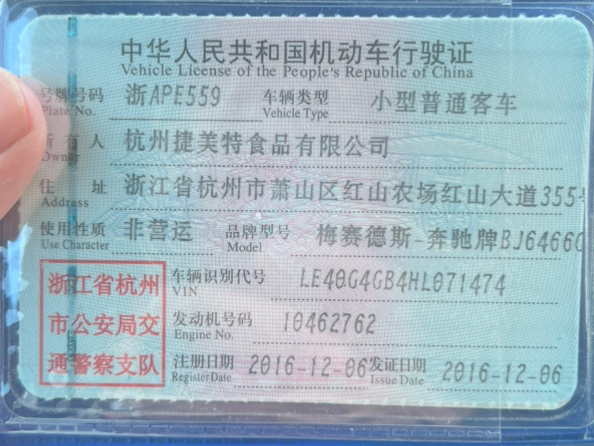 中华人民共和国机动车行驶证
Vehicle License of the People's Republic of China
号牌号码 浙APE559 车辆类型 小型普通客车
Plate No. Vehicle Type
所有人 杭州捷美特食品有限公司
Owner
住 址 浙江省杭州市萧山区红山农场红山大道355号
Address
使用性质 非营运 品牌型号 梅赛德斯-奔驰牌BJ6466G
Use Character Model
浙江省杭州 车辆识别代号 LE40G4GB4HL071474
VIN
市公安局交 发动机号码 10462762
Engine No.
通警察支队 注册日期 2016-12-06 发证日期 2016-12-06
Register Date Issue Date